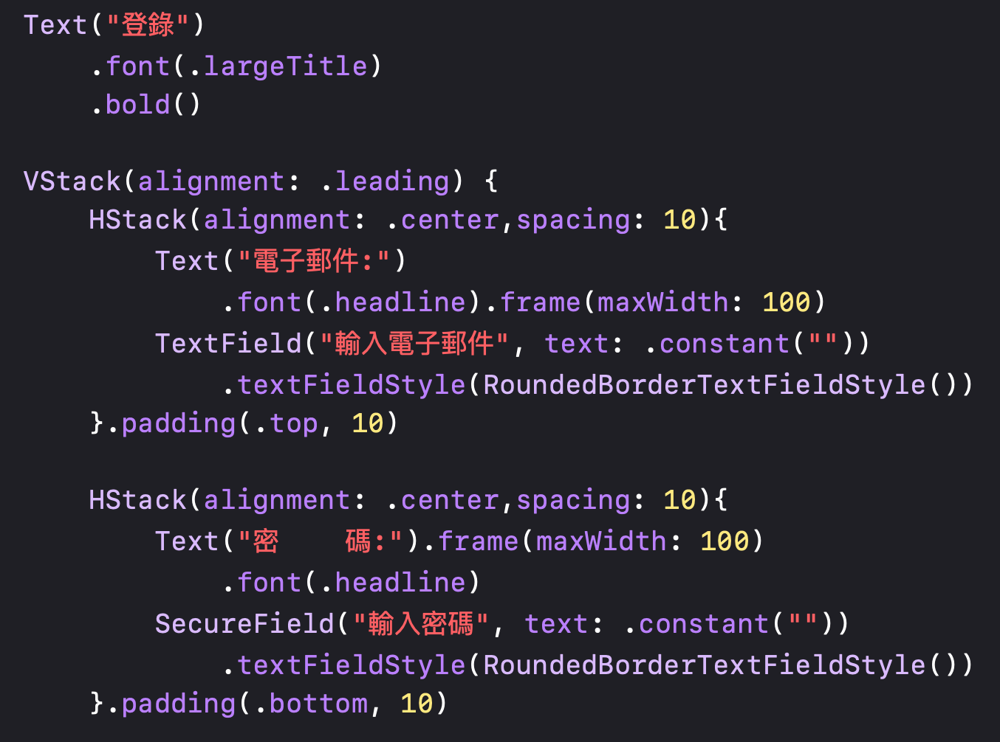 Text("登錄")
    .font(.largeTitle)
    .bold()
VStack(alignment: .leading) {
    HStack(alignment: .center,spacing: 10){
        Text("電子郵件:")
            .font(.headline).frame(maxWidth: 100)
        TextField("輸入電子郵件", text: .constant(""))
            .textFieldStyle(RoundedBorderTextFieldStyle())
    }.padding(.top, 10)
    HStack(alignment: .center,spacing: 10){
        Text("密    碼:").frame(maxWidth: 100)
            .font(.headline)
        SecureField("輸入密碼", text: .constant(""))
            .textFieldStyle(RoundedBorderTextFieldStyle())
    }.padding(.bottom, 10)